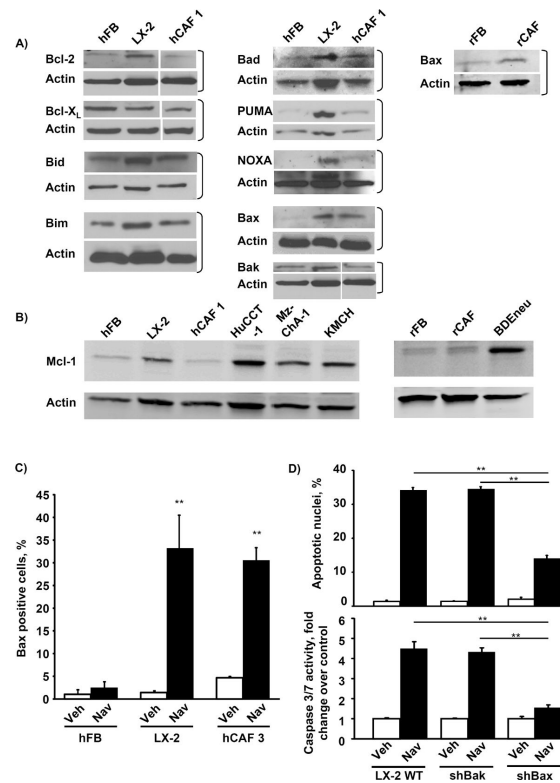 A)
hFB LX-2 hCAF 1
Bcl-2
Actin
Bcl-XL
Actin
Bid
Actin
Bim
Actin
hFB LX-2 hCAF 1
Bad
Actin
PUMA
Actin
NOXA
Actin
Bax
Actin
Bak
Actin
rFB rCAF
Bax
Actin
B)
hFB LX-2 hCAF 1 HuCCT-1 Mz-ChA-1 KMCH
Mcl-1
Actin
rFB rCAF BDEneu
C)
Bax positive cells, %
45
40
35
30
25
20
15
10
5
0
**
**
Veh Nav Veh Nav Veh Nav
hFB LX-2 hCAF 3
D)
Apoptotic nuclei, %
40
30
20
10
0
**
**
Caspase 3/7 activity, fold
change over control
6
5
4
3
2
1
0
**
**
Veh Nav Veh Nav Veh Nav
LX-2 WT shBak shBax